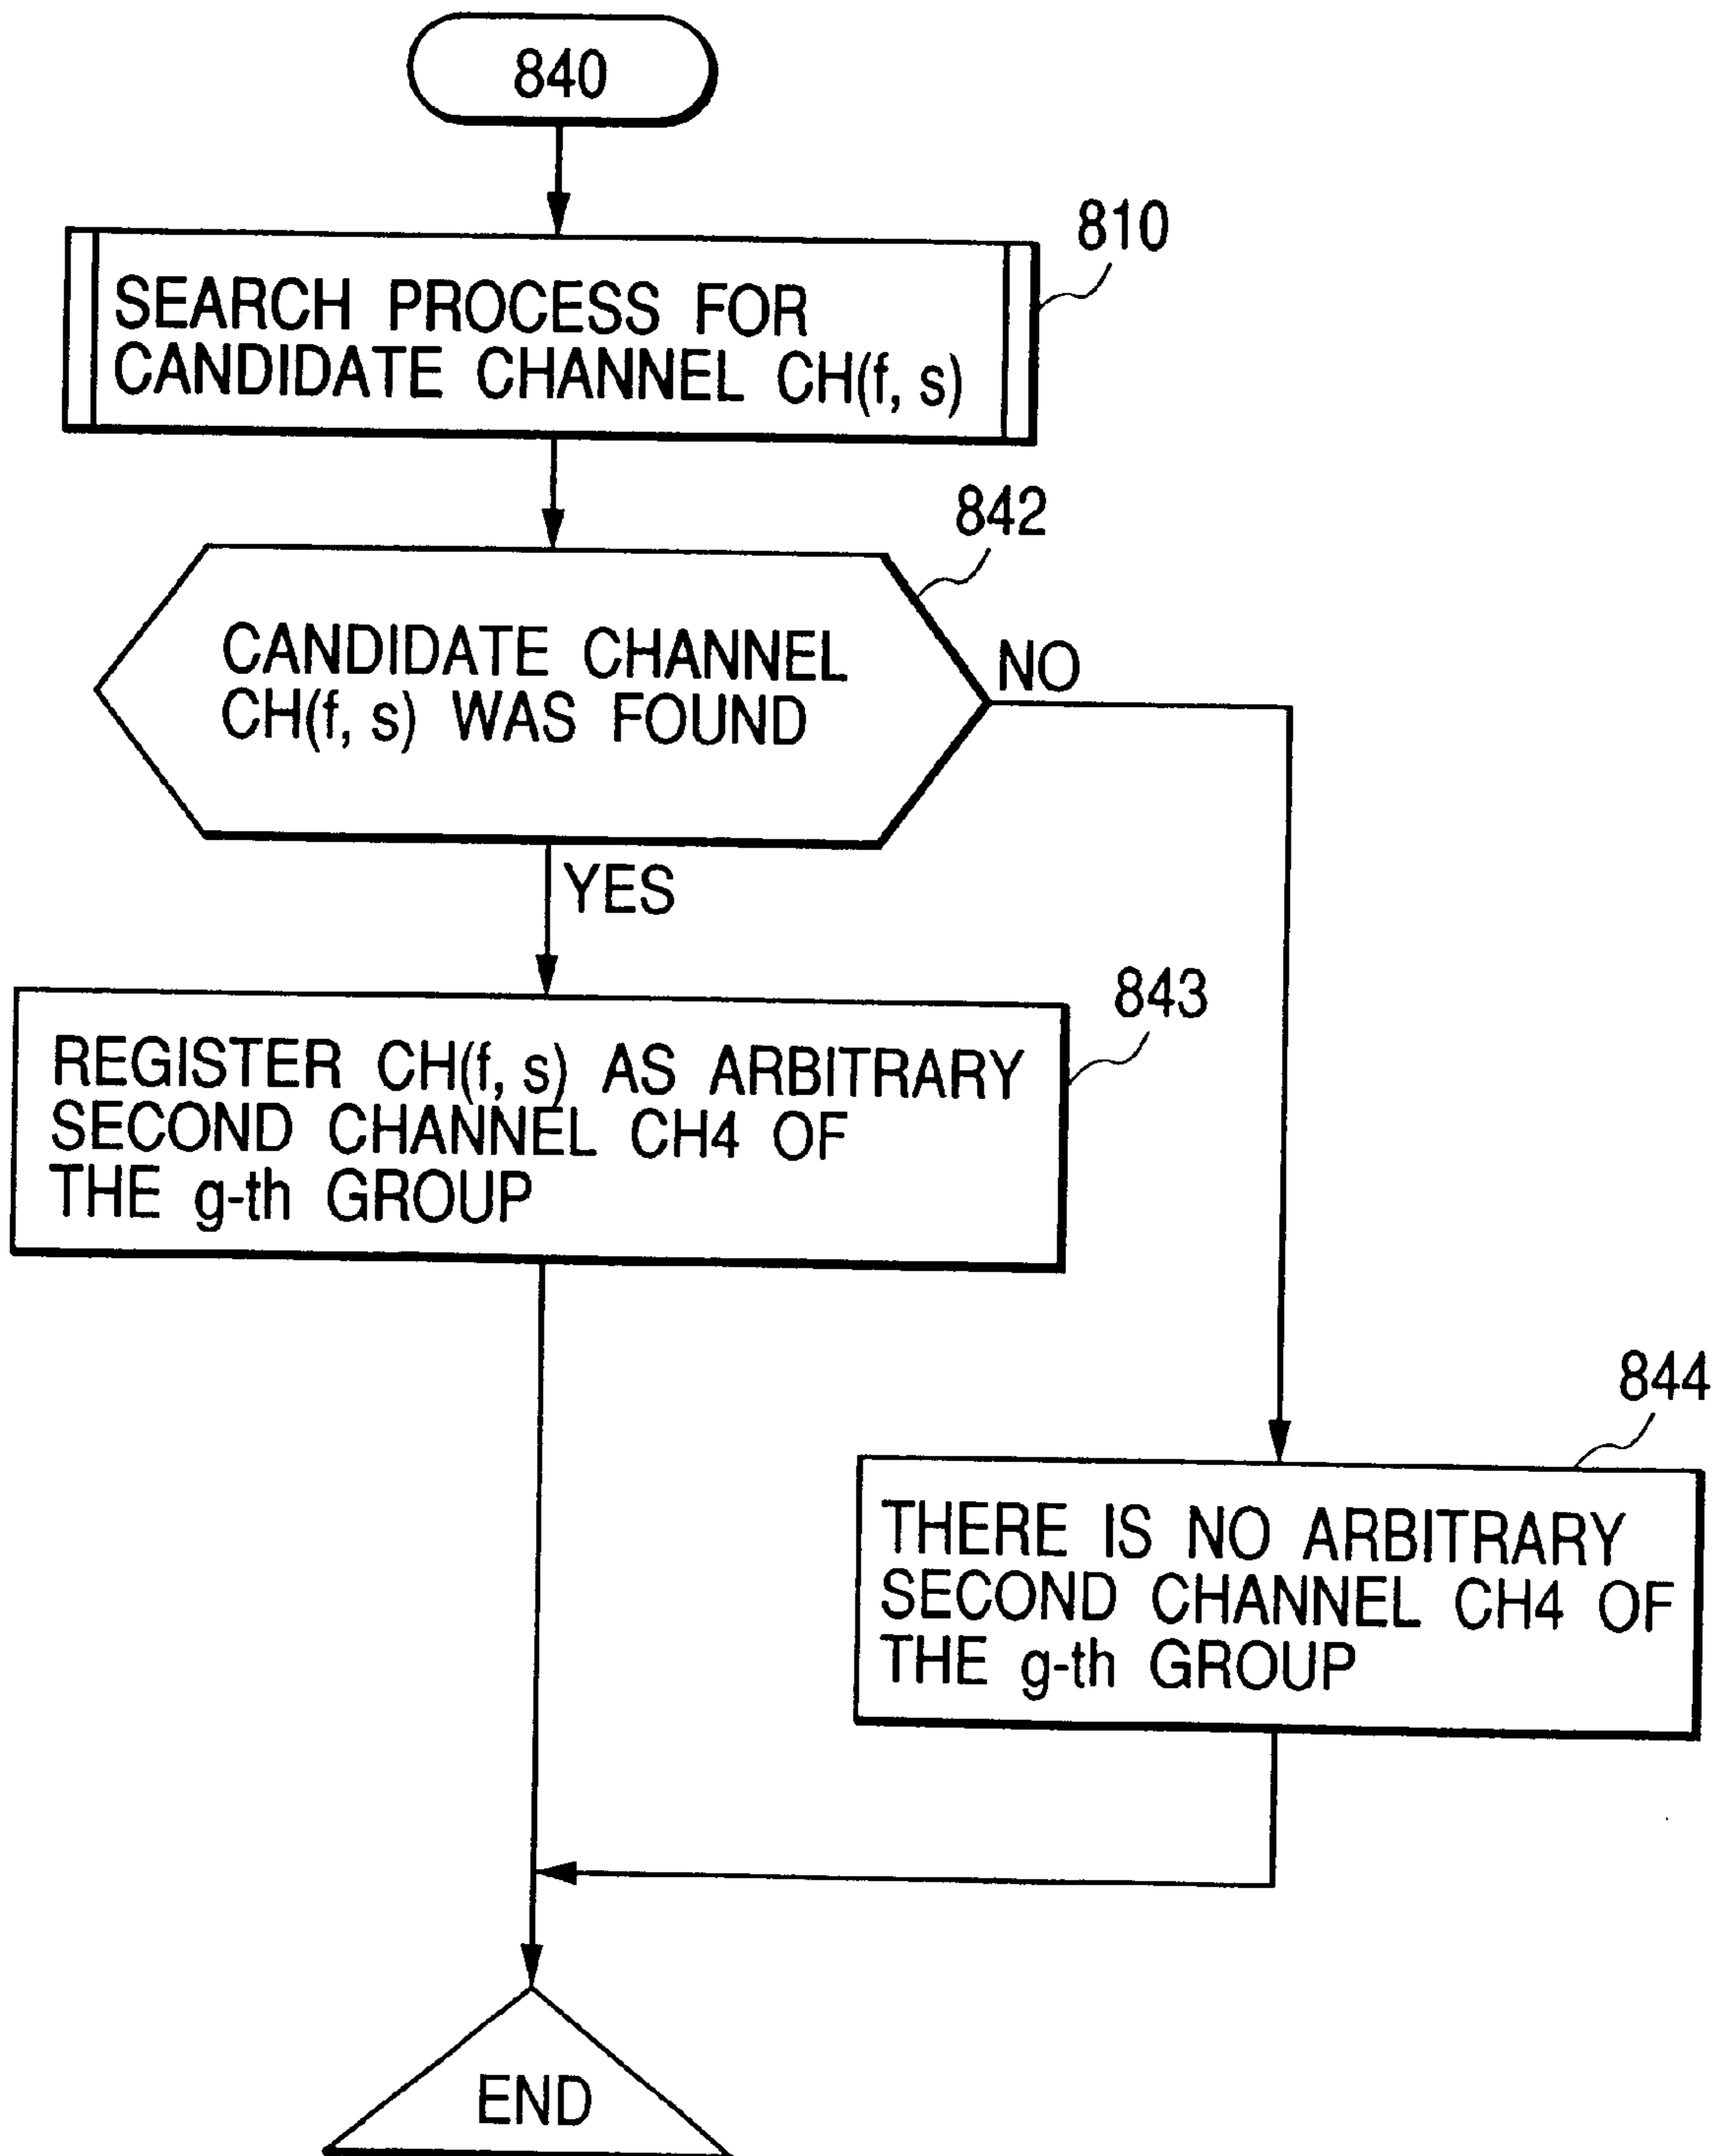 840
810
SEARCH PROCESS FOR
CANDIDATE CHANNEL CH(f, s)
842
CANDIDATE CHANNEL
CH(f, s) WAS FOUND
NO
YES
843
REGISTER CH(f, s) AS ARBITRARY
SECOND CHANNEL CH4 OF
THE g-th GROUP
844
THERE IS NO ARBITRARY
SECOND CHANNEL CH4 OF
THE g-th GROUP
END